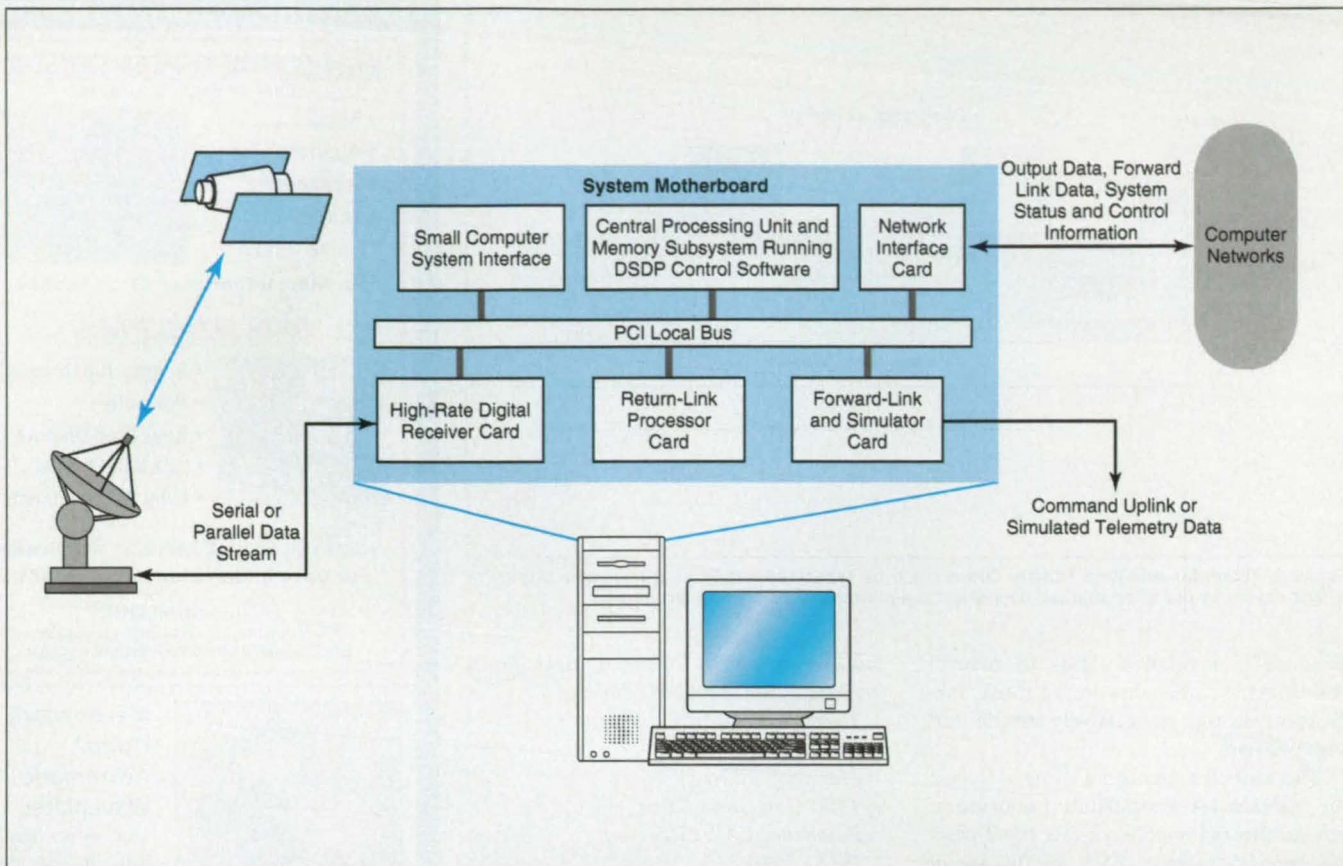 System Motherboard
Small Computer
System Interface
Central Processing Unit and
Memory Subsystem Running
DSDP Control Software
Network
Interface
Card
Output Data, Forward
Link Data, System
Status and Control
Information
Computer
Networks
PCI Local Bus
High-Rate Digital
Receiver Card
Return-Link
Processor
Card
Forward-Link
and Simulator
Card
Serial or
Parallel Data
Stream
Command Uplink or
Simulated Telemetry Data